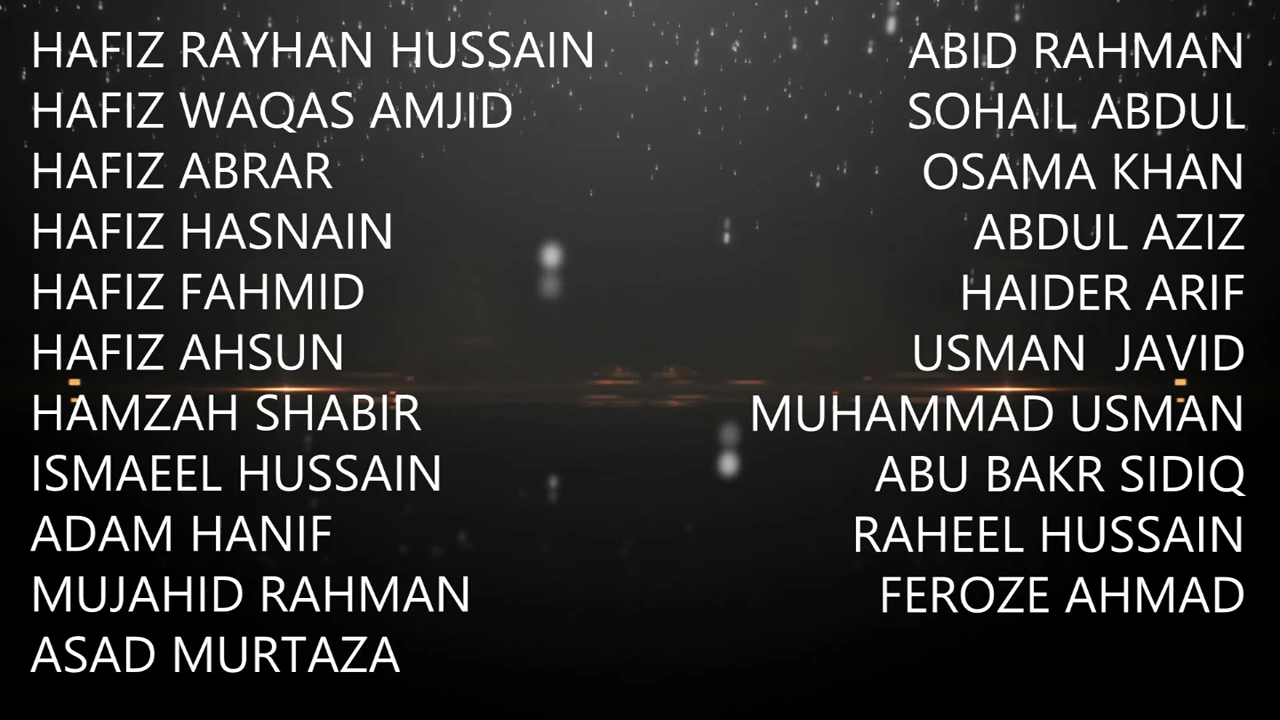 HAFIZ RAYHAN HUSSAIN
HAFIZ WAQAS AMJID
HAFIZ ABRAR
HAFIZ HASNAIN
HAFIZ FAHMID
HAFIZ AHSUN
HAMZAH SHABIR
ISMAEEL HUSSAIN
ADAM HANIF
MUJAHID RAHMAN
ASAD MURTAZA
ABID RAHMAN
SOHAIL ABDUL
OSAMA KHAN
ABDUL AZIZ
HAIDER ARIF
USMAN  JAVID
MUHAMMAD USMAN
ABU BAKR SIDIQ
RAHEEL HUSSAIN
FEROZE AHMAD